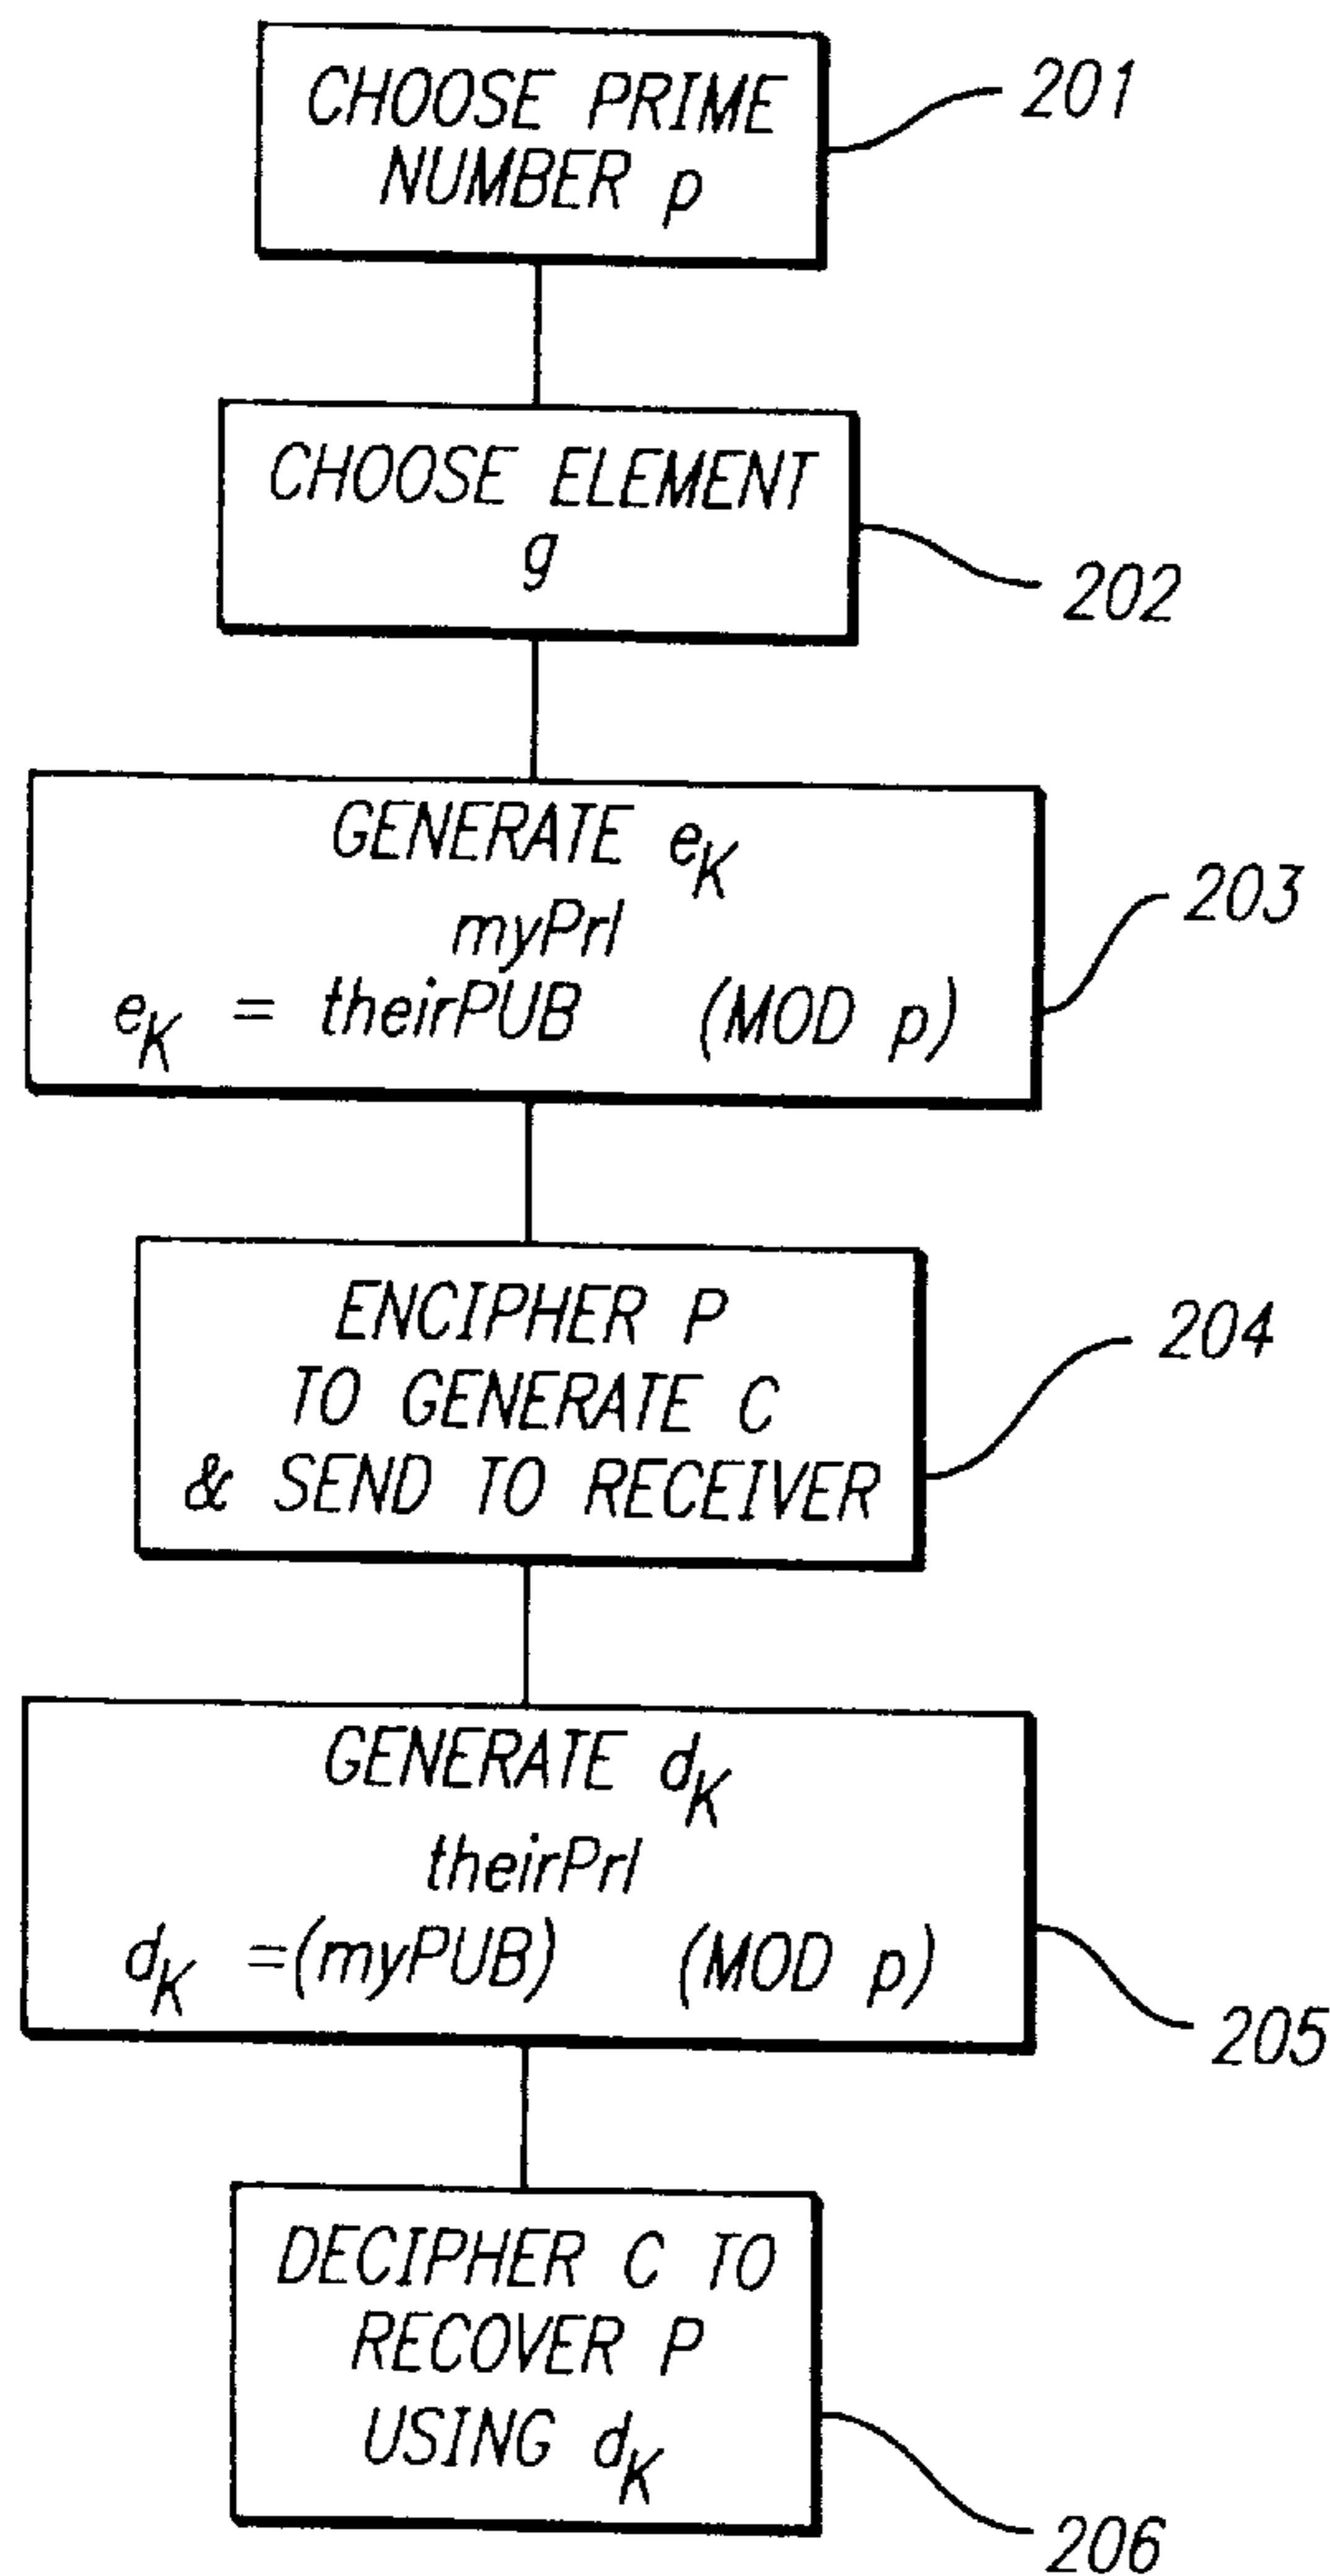 CHOOSE PRIME
NUMBER p
201
CHOOSE ELEMENT
g
202
GENERATE eK
myPrI
eK = theirPUB (MOD p)
203
ENCIPHER P
TO GENERATE C
& SEND TO RECEIVER
204
GENERATE dK
theirPrI
dK =(myPUB) (MOD p)
205
DECIPHER C TO
RECOVER P
USING dK
206